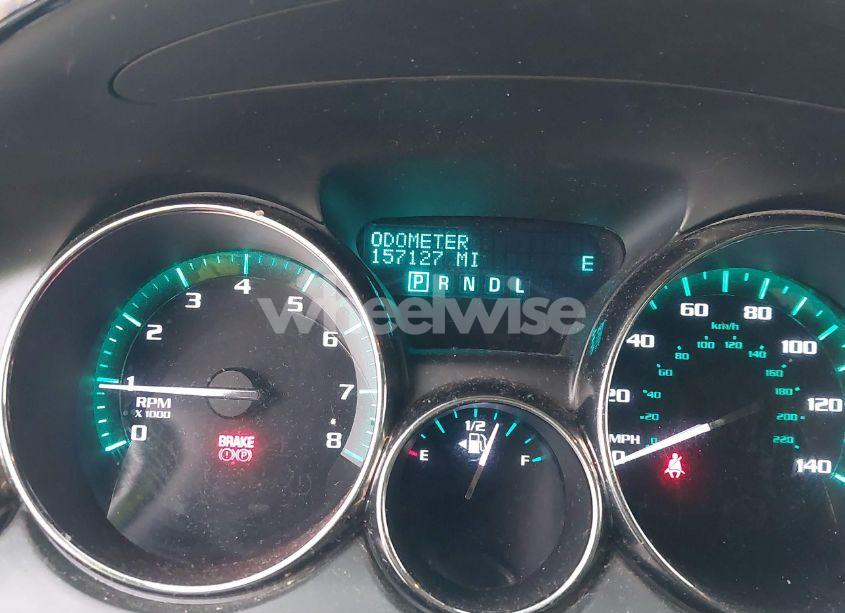 ODOMETER
157127 MI E
P R N D L
wheelwise
0 1 2 3 4 5 6 7 8
RPM
X 1000
BRAKE
(!) (P)
E 1/2 F
0 20 40 60 80 100 120 140
km/h
0 20 40 60 80 100 120 140 160 180 200 220
MPH